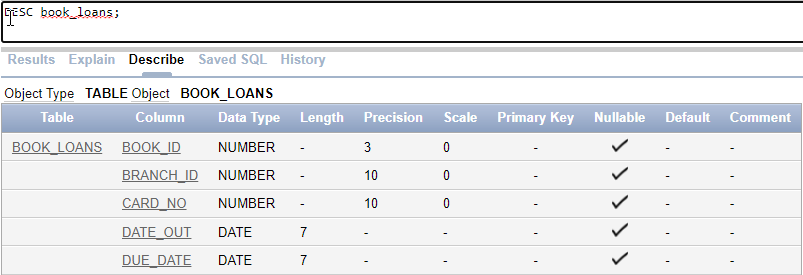 DESC book_loans;
Results Explain Describe Saved SQL History
Object Type TABLE Object BOOK_LOANS
Table Column Data Type Length Precision Scale Primary Key Nullable Default Comment
BOOK_LOANS BOOK_ID NUMBER - 3 0 - ✓ - -
BRANCH_ID NUMBER - 10 0 - ✓ - -
CARD_NO NUMBER - 10 0 - ✓ - -
DATE_OUT DATE 7 - - - ✓ - -
DUE_DATE DATE 7 - - - ✓ - -